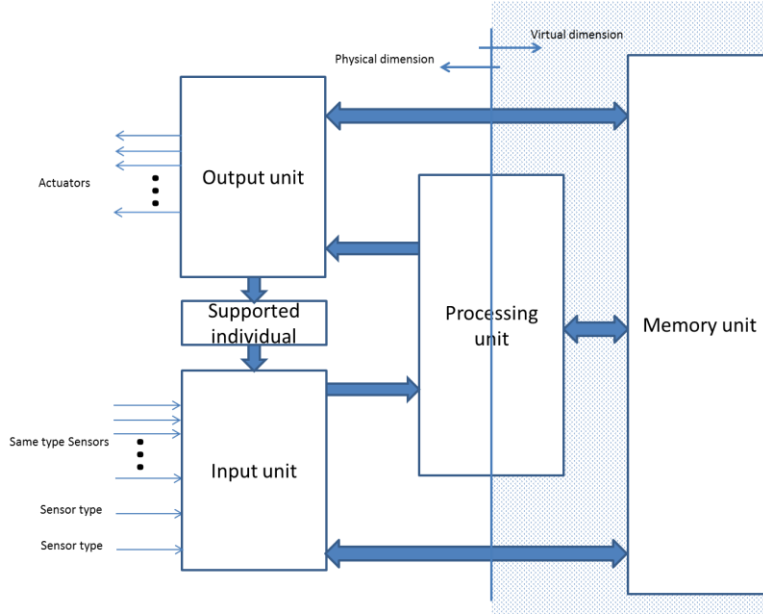 Virtual dimension
Physical dimension
Output unit
Actuators
Supported
individual
Processing
unit
Memory unit
Same type Sensors
Input unit
Sensor type
Sensor type